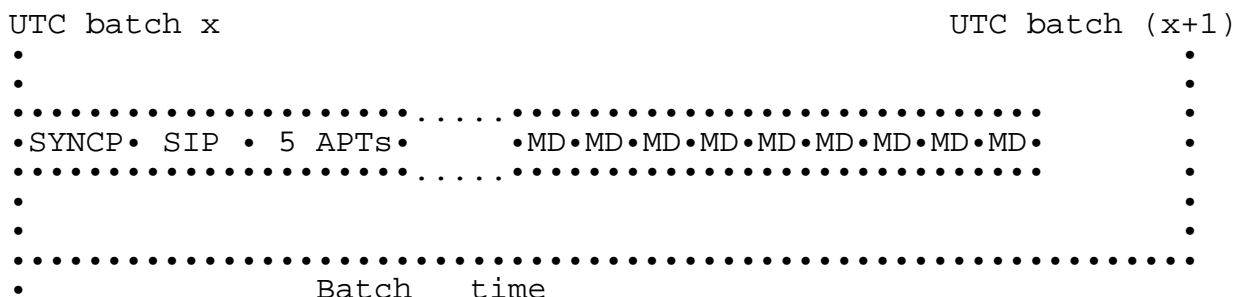 UTC batch x UTC batch (x+1)
•SYNCP• SIP • 5 APTs• •MD•MD•MD•MD•MD•MD•MD•MD•MD•
Batch time